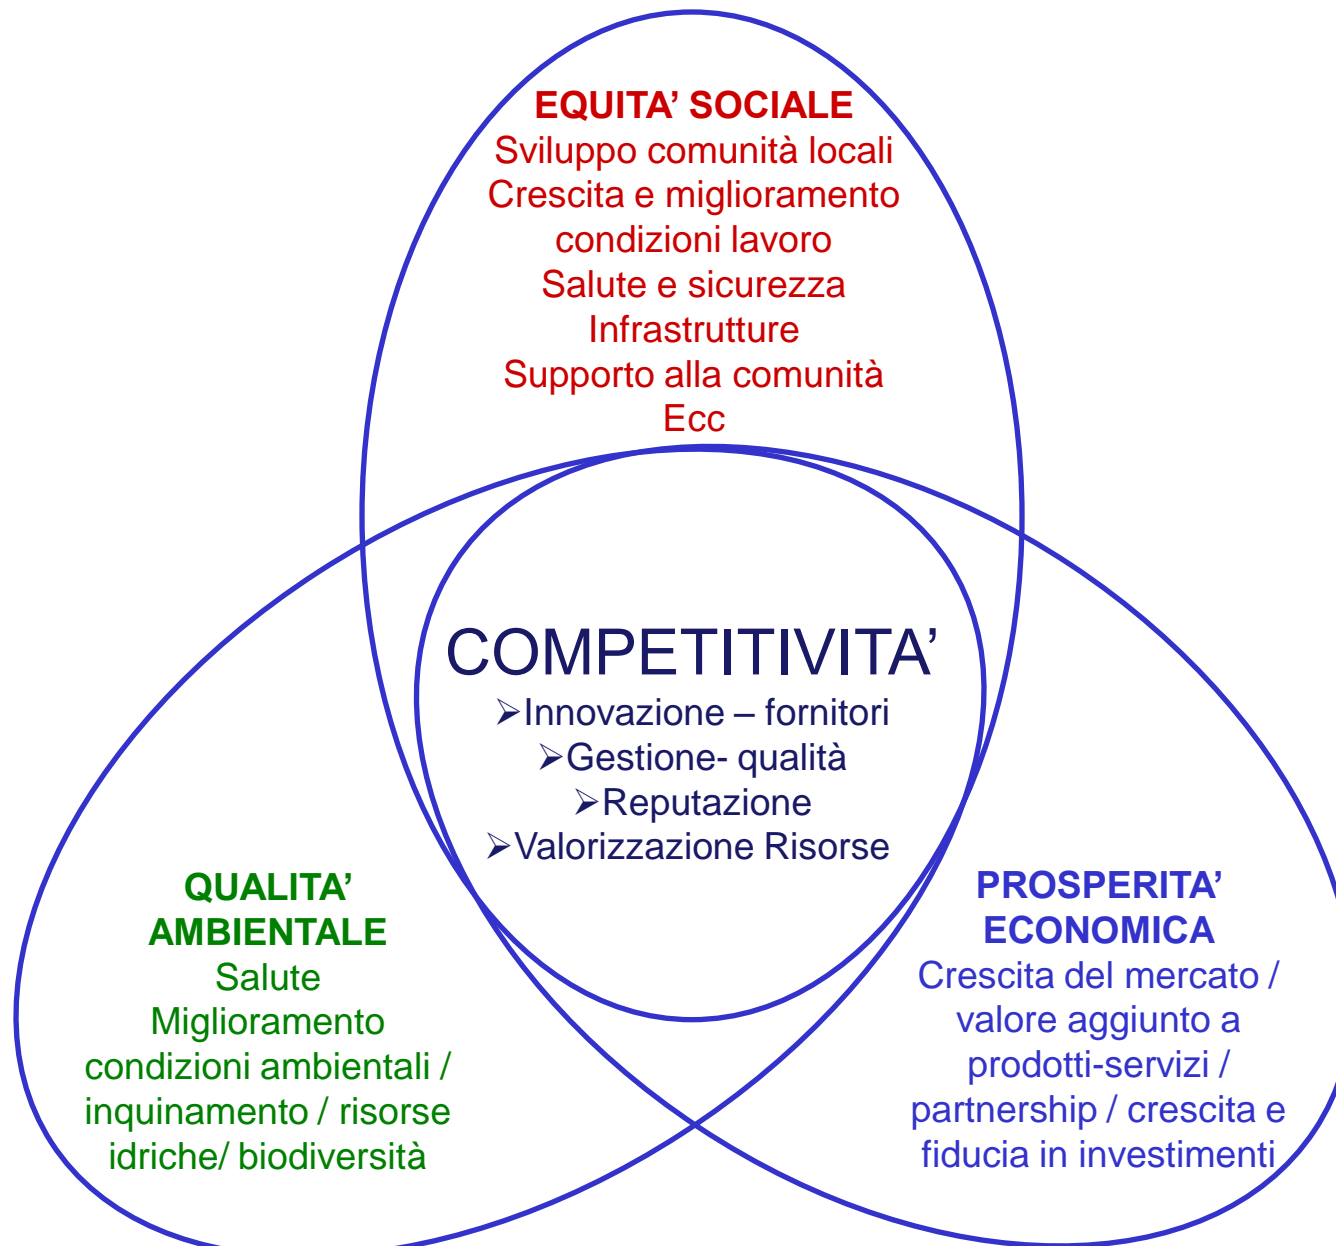 EQUITA’ SOCIALE
Sviluppo comunità locali
Crescita e miglioramento
condizioni lavoro
Salute e sicurezza
Infrastrutture
Supporto alla comunità
Ecc
COMPETITIVITA’
➢Innovazione – fornitori
➢Gestione- qualità
➢Reputazione
➢Valorizzazione Risorse
QUALITA’
AMBIENTALE
Salute
Miglioramento
condizioni ambientali /
inquinamento / risorse
idriche/ biodiversità
PROSPERITA’
ECONOMICA
Crescita del mercato /
valore aggiunto a
prodotti-servizi /
partnership / crescita e
fiducia in investimenti